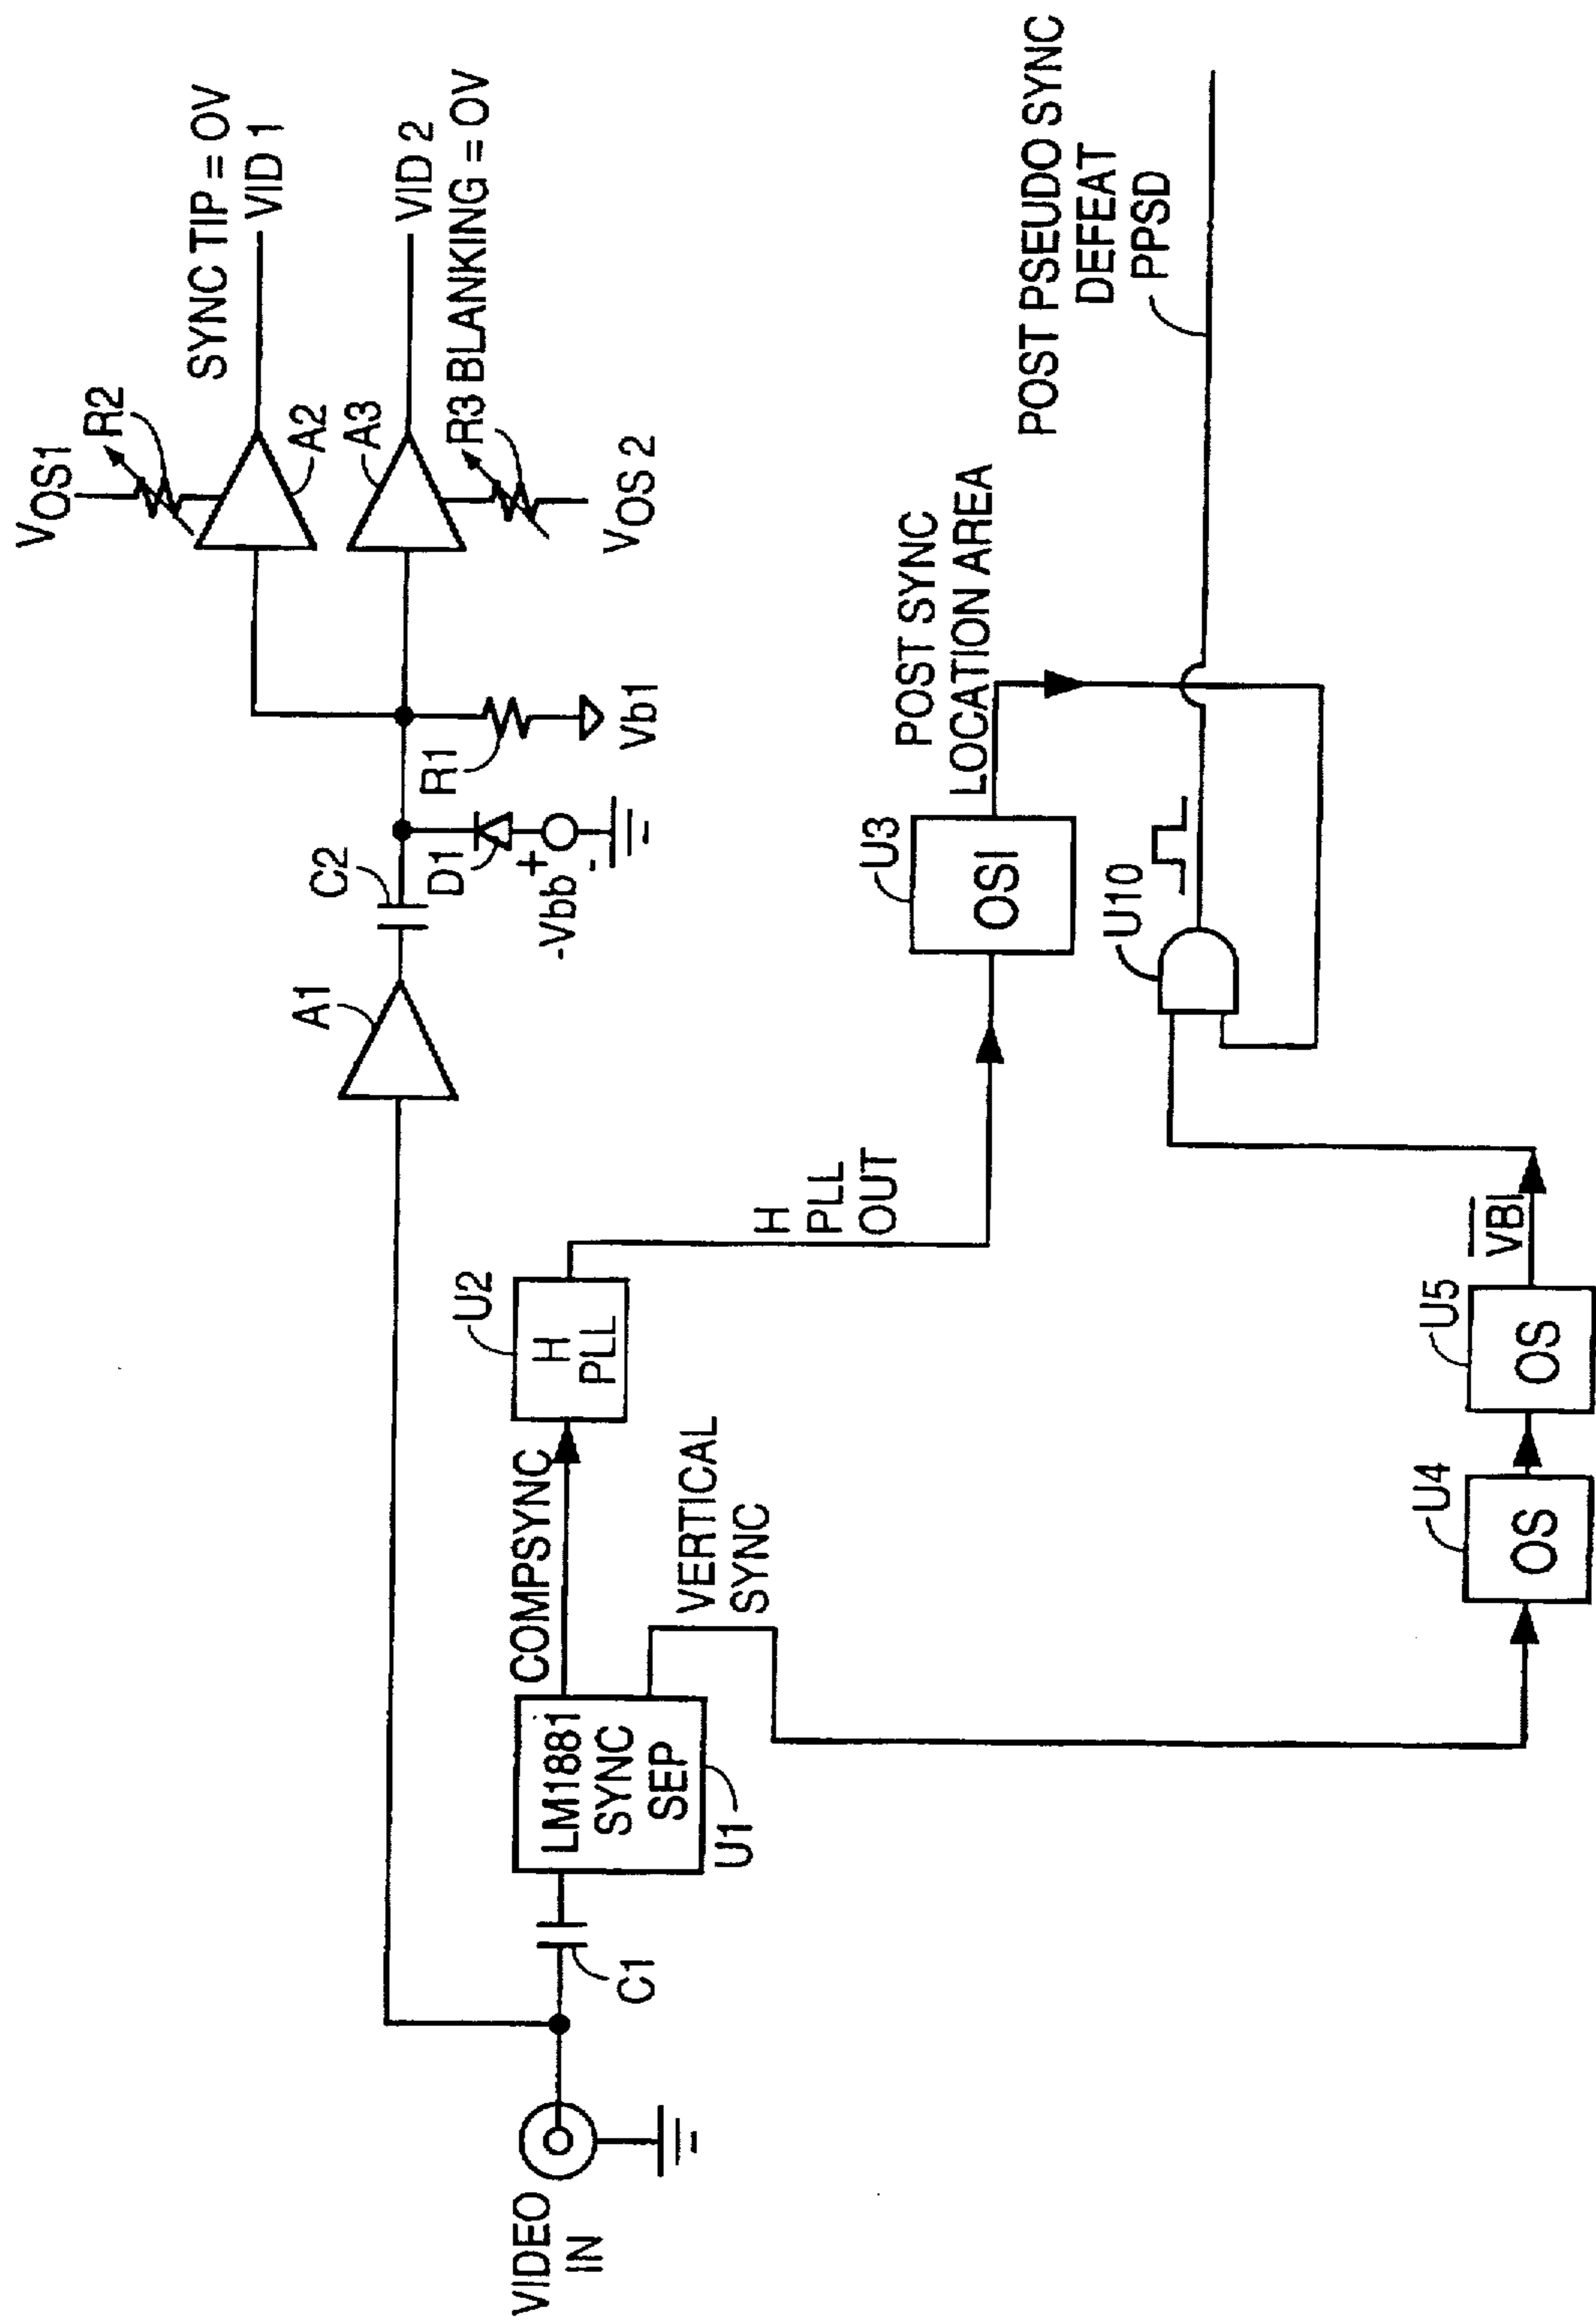 VOS1
R2
SYNC TIP = OV
VID 1
A2
A3
VID 2
R3 BLANKING = OV
VOS 2
A1
C2
D1
+
-Vbb
-
R1
Vb1
VIDEO
IN
C1
LM1881
SYNC
SEP
U1
COMPSYNC
VERTICAL
SYNC
U2
H
PLL
H
PLL
OUT
U3
OSI
POST SYNC
LOCATION AREA
U10
POST PSEUDO SYNC
DEFEAT
PPSD
U4
OS
U5
OS
VBI